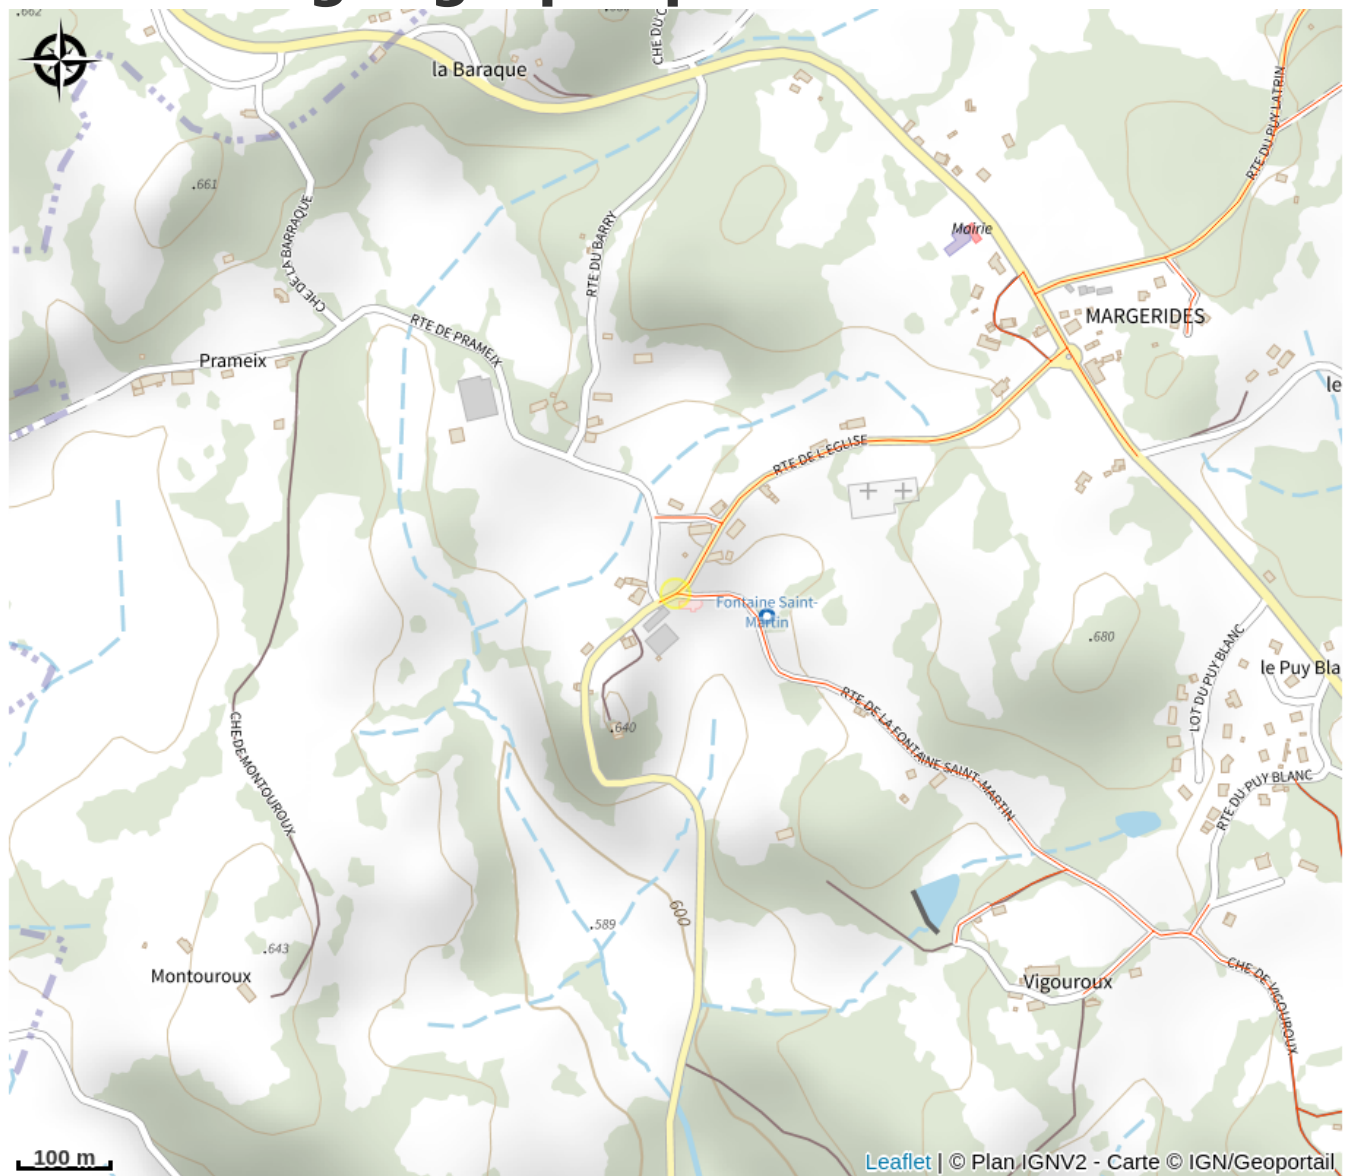 .662
la Baraque
CHE DU C
RTE DU PUY LATRIN
.661
CHE DE LA BARRAQUE
RTE DU BARRY
Mairie
MARGERIDES
RTE DE PRAMEIX
Prameix
le
RTE DE L'EGLISE
Fontaine Saint-
Martin
.680
LOT DU PUY BLANC
le Puy Bla
RTE DE LA FONTAINE SAINT-MARTIN
.640
CHE DE MONTOUROUX
RTE DU PUY BLANC
600
.589
.643
Montouroux
Vigouroux
CHE DE VIGOUROUX
100 m
Leaflet | © Plan IGNV2 - Carte © IGN/Geoportail